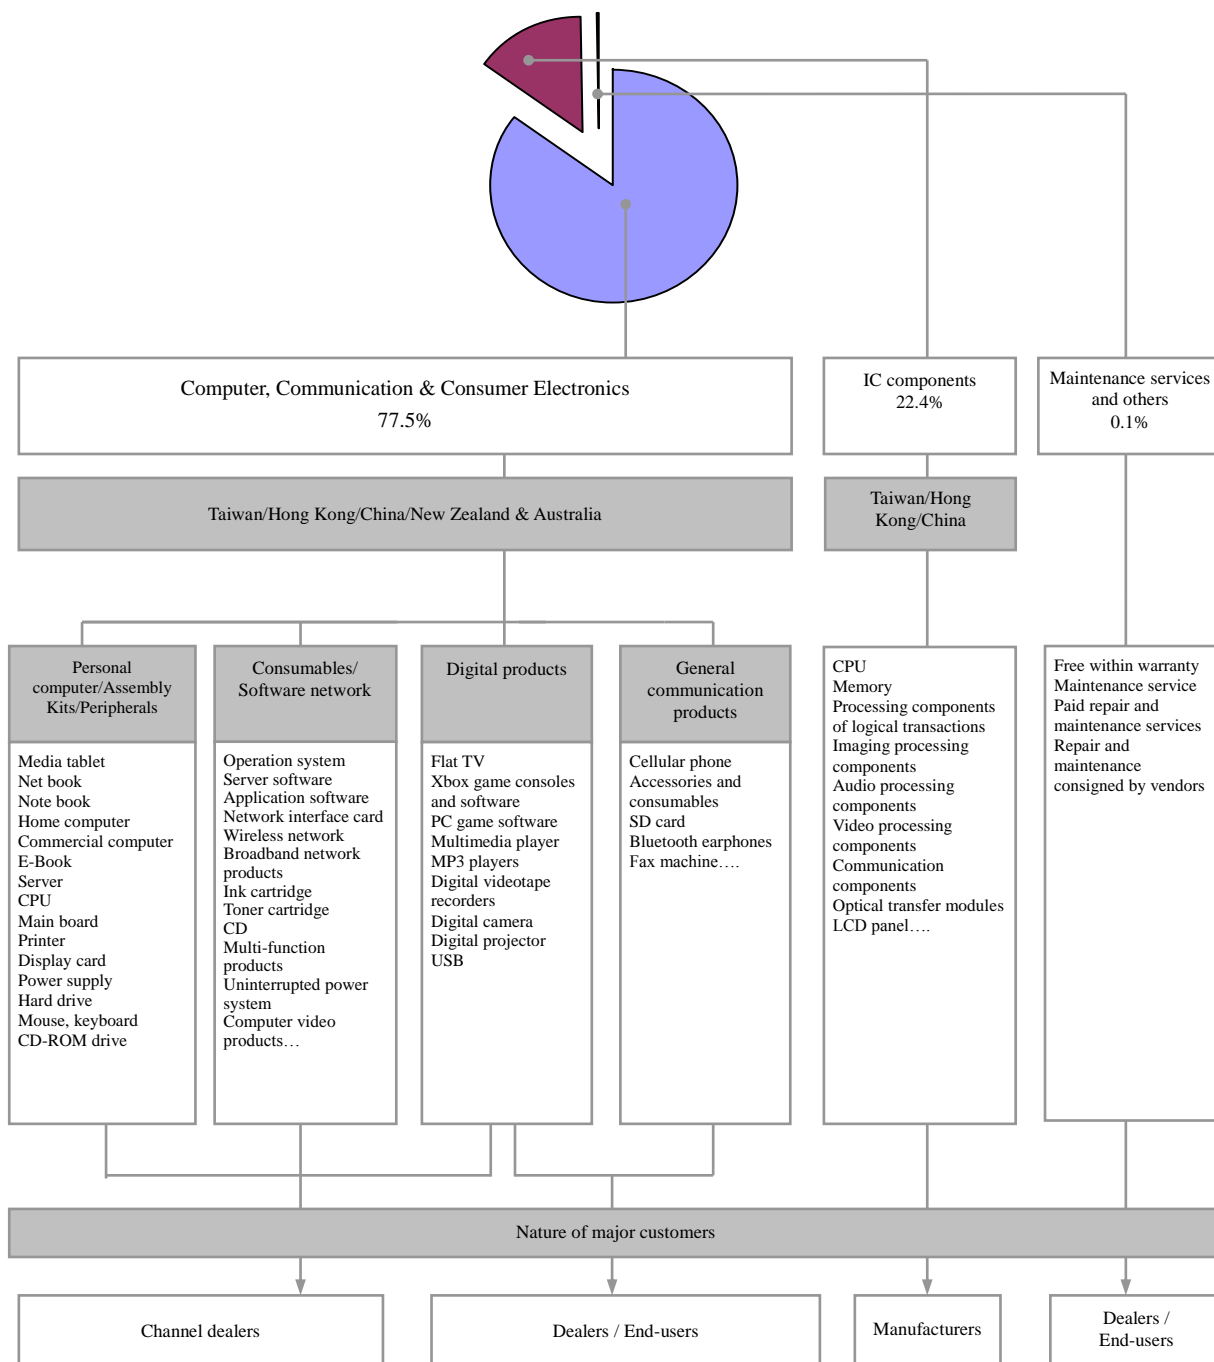 Computer, Communication & Consumer Electronics
77.5%
IC components
22.4%
Maintenance services
and others
0.1%
Taiwan/Hong Kong/China/New Zealand & Australia
Taiwan/Hong
Kong/China
Personal
computer/Assembly
Kits/Peripherals
Media tablet
Net book
Note book
Home computer
Commercial computer
E-Book
Server
CPU
Main board
Printer
Display card
Power supply
Hard drive
Mouse, keyboard
CD-ROM drive
Consumables/
Software network
Operation system
Server software
Application software
Network interface card
Wireless network
Broadband network
products
Ink cartridge
Toner cartridge
CD
Multi-function
products
Uninterrupted power
system
Computer video
products…
Digital products
Flat TV
Xbox game consoles
and software
PC game software
Multimedia player
MP3 players
Digital videotape
recorders
Digital camera
Digital projector
USB
General
communication
products
Cellular phone
Accessories and
consumables
SD card
Bluetooth earphones
Fax machine….
CPU
Memory
Processing components
of logical transactions
Imaging processing
components
Audio processing
components
Video processing
components
Communication
components
Optical transfer modules
LCD panel….
Free within warranty
Maintenance service
Paid repair and
maintenance services
Repair and
maintenance
consigned by vendors
Nature of major customers
Channel dealers
Dealers / End-users
Manufacturers
Dealers /
End-users